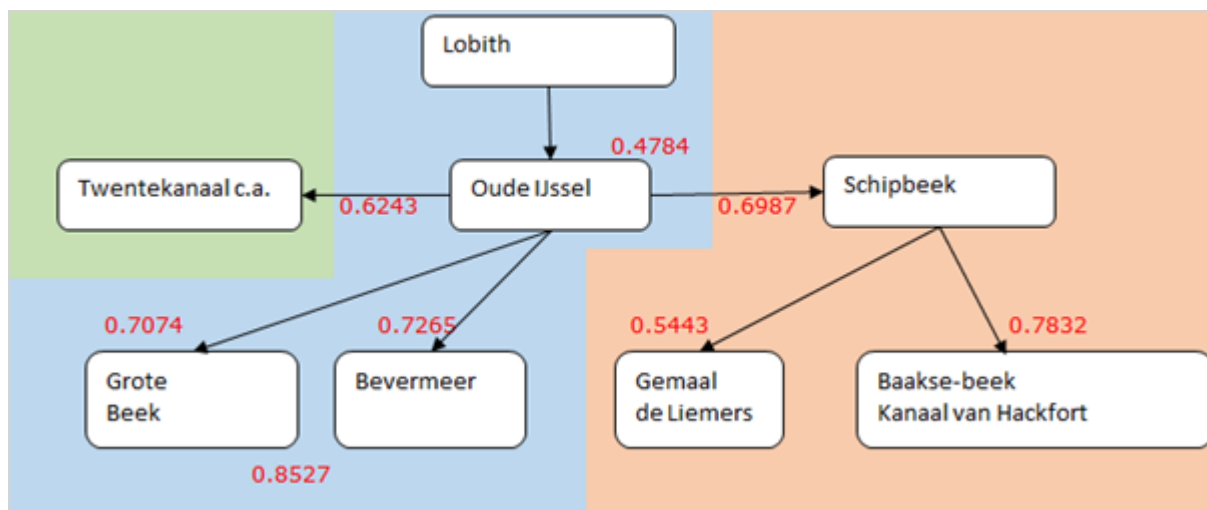 Lobith
0.4784
Twentekanaal c.a.
0.6243
Oude IJssel
0.6987
Schipbeek
0.7074
0.7265
0.5443
0.7832
Grote
Beek
Bevermeer
Gemaal
de Liemers
Baakse-beek
Kanaal van Hackfort
0.8527